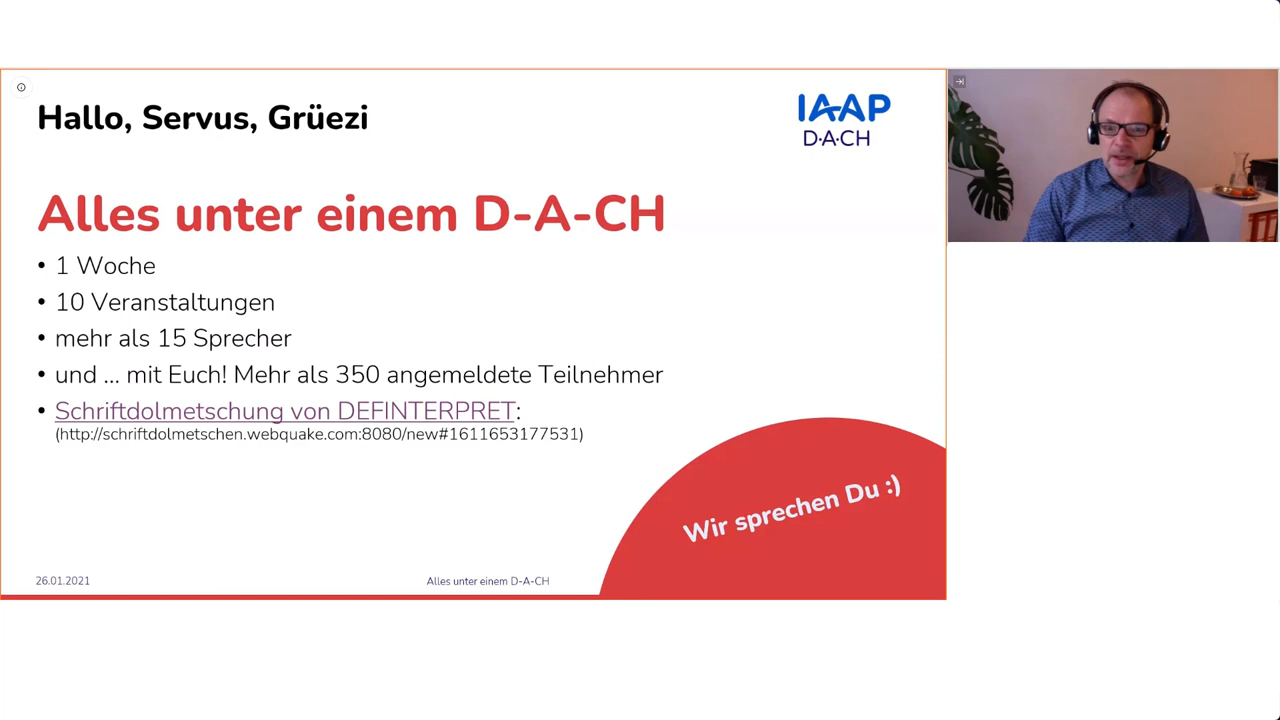 Hallo, Servus, Grüezi
IAAP
D·A·CH
Alles unter einem D-A-CH
• 1 Woche
• 10 Veranstaltungen
• mehr als 15 Sprecher
• und ... mit Euch! Mehr als 350 angemeldete Teilnehmer
• Schriftdolmetschung von DEFINTERPRET:
(http://schriftdolmetschen.webquake.com:8080/new#1611653177531)
Wir sprechen Du :)
26.01.2021
Alles unter einem D-A-CH